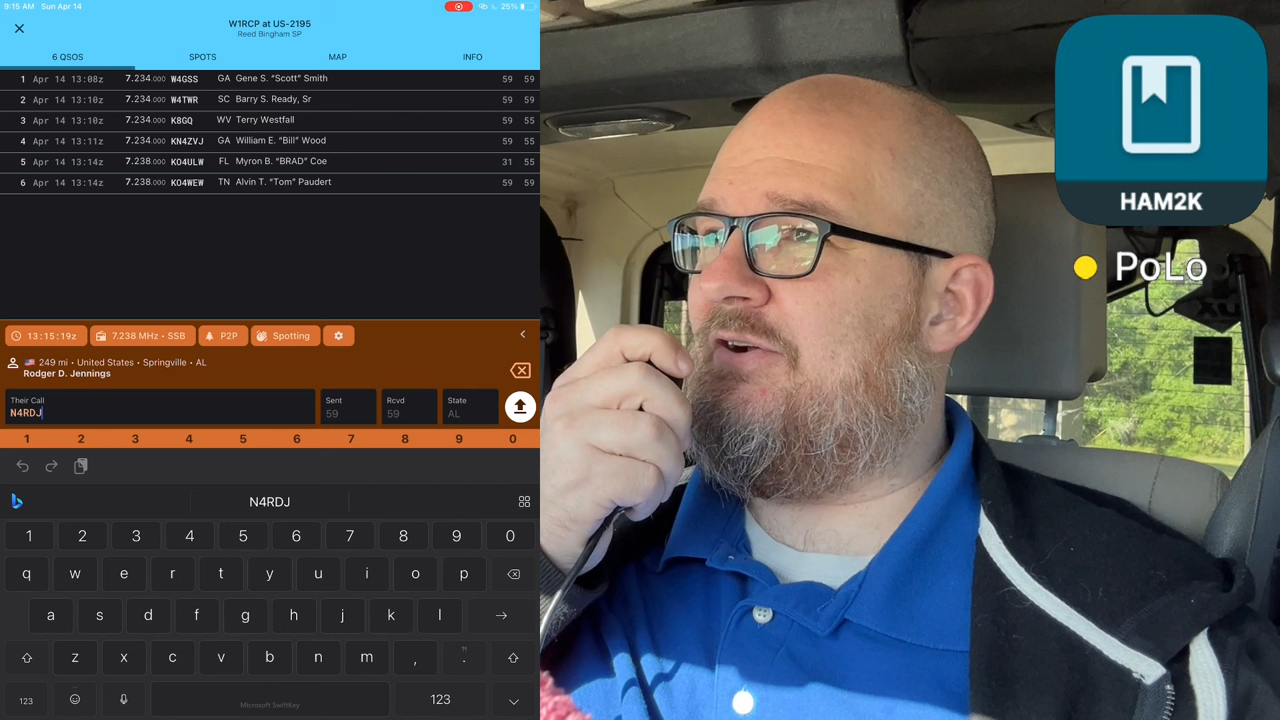 9:15 AM Sun Apr 14
25%
W1RCP at US-2195
Reed Bingham SP
6 QSOS SPOTS MAP INFO
1 Apr 14 13:08z 7.234.000 W4GSS GA Gene S. "Scott" Smith 59 59
2 Apr 14 13:10z 7.234.000 W4TWR SC Barry S. Ready, Sr 59 59
3 Apr 14 13:10z 7.234.000 K8GQ WV Terry Westfall 59 55
4 Apr 14 13:11z 7.234.000 KN4ZVJ GA William E. "Bill" Wood 59 55
5 Apr 14 13:14z 7.238.000 KO4ULW FL Myron B. "BRAD" Coe 31 55
6 Apr 14 13:14z 7.238.000 KO4WEW TN Alvin T. "Tom" Paudert 59 59
13:15:19z 7.238 MHz • SSB P2P Spotting
249 mi • United States • Springville • AL
Rodger D. Jennings
Their Call Sent Rcvd State
N4RDJ 59 59 AL
1 2 3 4 5 6 7 8 9 0
N4RDJ
1 2 3 4 5 6 7 8 9 0
q w e r t y u i o p
a s d f g h j k l
z x c v b n m , .
123 Microsoft SwiftKey 123
HAM2K
PoLo